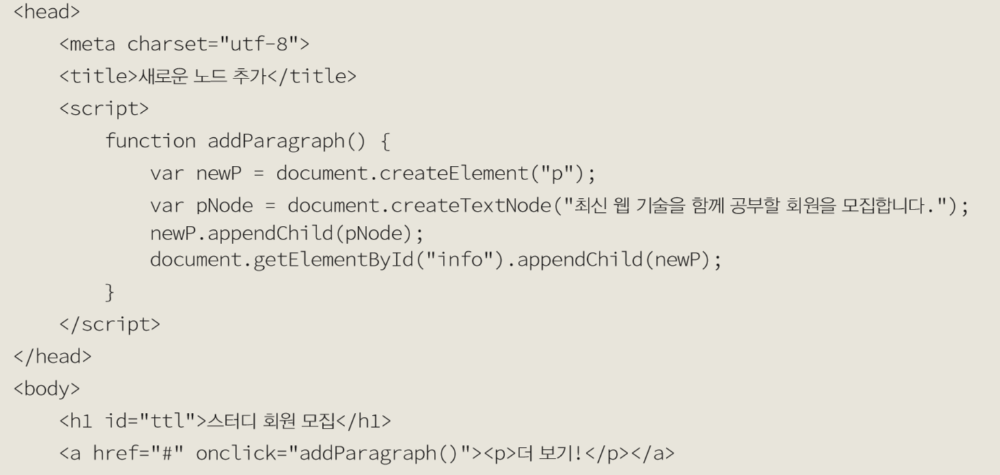 <head>
<meta charset="utf-8">
<title>새로운 노드 추가</title>
<script>
function addParagraph() {
var newP = document.createElement("p");
var pNode = document.createTextNode("최신 웹 기술을 함께 공부할 회원을 모집합니다.");
newP.appendChild(pNode);
document.getElementById("info").appendChild(newP);
}
</script>
</head>
<body>
<h1 id="ttl">스터디 회원 모집</h1>
<a href="#" onclick="addParagraph()"><p>더 보기!</p></a>